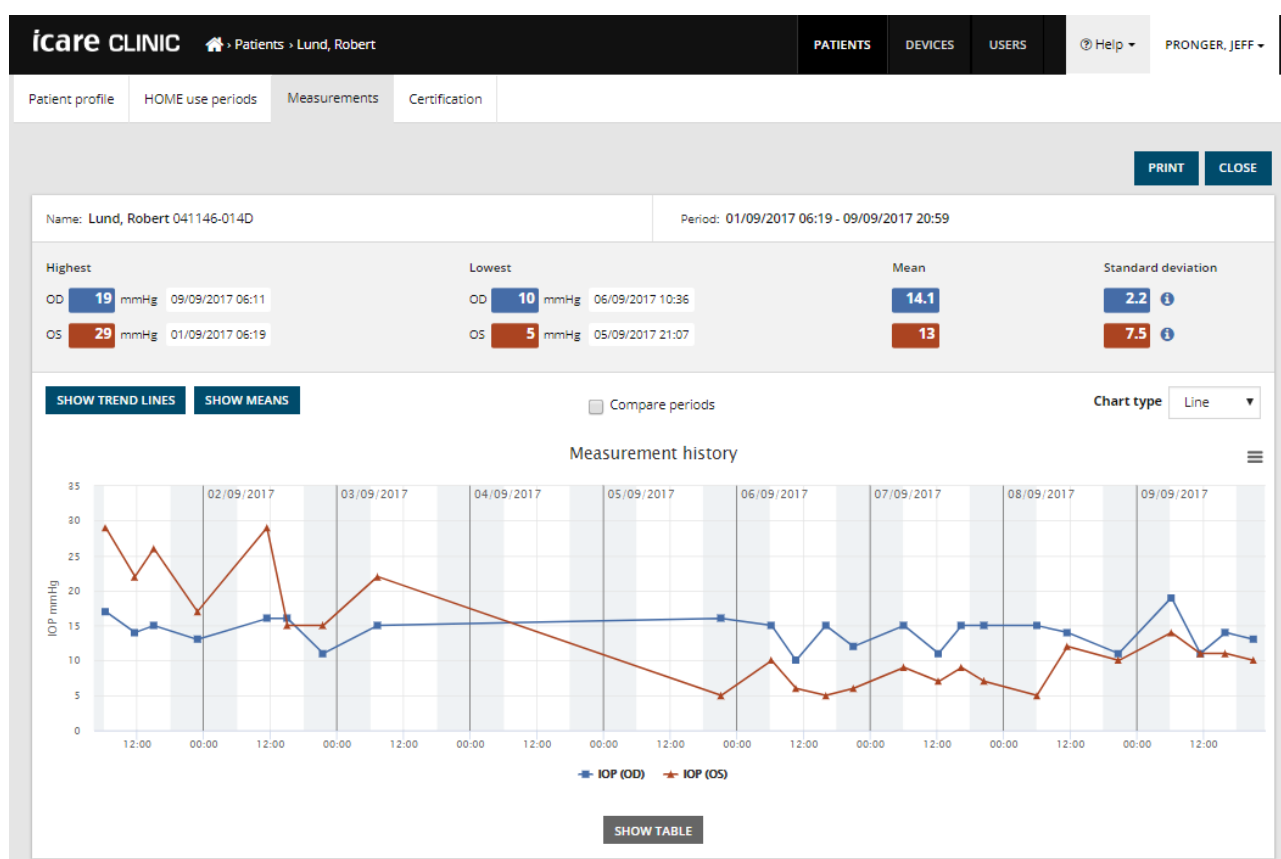 icare CLINIC › Patients › Lund, Robert PATIENTS DEVICES USERS Help PRONGER, JEFF
Patient profile HOME use periods Measurements Certification
PRINT CLOSE
Name: Lund, Robert 041146-014D Period: 01/09/2017 06:19 - 09/09/2017 20:59
Highest Lowest Mean Standard deviation
OD 19 mmHg 09/09/2017 06:11 OD 10 mmHg 06/09/2017 10:36 14.1 2.2
OS 29 mmHg 01/09/2017 06:19 OS 5 mmHg 05/09/2017 21:07 13 7.5
SHOW TREND LINES SHOW MEANS Compare periods Chart type Line
Measurement history
35 02/09/2017 03/09/2017 04/09/2017 05/09/2017 06/09/2017 07/09/2017 08/09/2017 09/09/2017
30
25
20
IOP mmHg
15
10
5
0
12:00 00:00 12:00 00:00 12:00 00:00 12:00 00:00 12:00 00:00 12:00 00:00 12:00 00:00 12:00 00:00 12:00
IOP (OD) IOP (OS)
SHOW TABLE